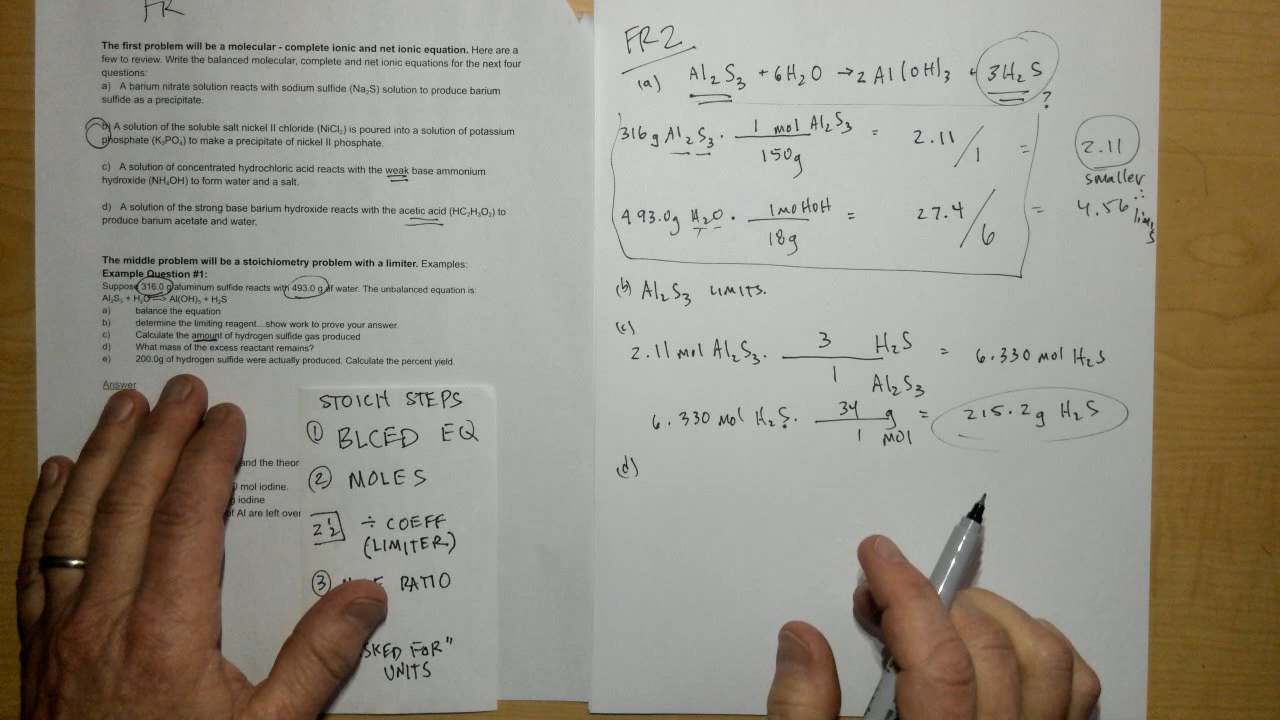 FR
The first problem will be a molecular - complete ionic and net ionic equation. Here are a
few to review. Write the balanced molecular, complete and net ionic equations for the next four
questions:
a) A barium nitrate solution reacts with sodium sulfide (Na₂S) solution to produce barium
sulfide as a precipitate.
b) A solution of the soluble salt nickel II chloride (NiCl₂) is poured into a solution of potassium
phosphate (K₃PO₄) to make a precipitate of nickel II phosphate.
c) A solution of concentrated hydrochloric acid reacts with the weak base ammonium
hydroxide (NH₄OH) to form water and a salt.
d) A solution of the strong base barium hydroxide reacts with the acetic acid (HC₂H₃O₂) to
produce barium acetate and water.
The middle problem will be a stoichiometry problem with a limiter. Examples:
Example Question #1:
Suppose 316.0 g aluminum sulfide reacts with 493.0 g of water. The unbalanced equation is:
Al₂S₃ + H₂O → Al(OH)₃ + H₂S
a) balance the equation
b) determine the limiting reagent...show work to prove your answer.
c) Calculate the amount of hydrogen sulfide gas produced
d) What mass of the excess reactant remains?
e) 200.0g of hydrogen sulfide were actually produced. Calculate the percent yield.
Answer
and the theor
mol iodine.
iodine
of Al are left over
STOICH STEPS
① BLCED EQ
② MOLES
2½ ÷ COEFF
(LIMITER)
③ RATIO
SKED FOR"
UNITS
FR2
(a) Al₂S₃ + 6H₂O → 2Al(OH)₃ + 3H₂S
?
316g Al₂S₃ · 1 mol Al₂S₃ / 150g = 2.11/1 = 2.11
smaller
∴
493.0g H₂O · 1 mol HOH / 18g = 27.4/6 = 4.56
(b) Al₂S₃ LIMITS.
(c)
2.11 mol Al₂S₃ · 3 H₂S / 1 Al₂S₃ = 6.330 mol H₂S
6.330 mol H₂S · 34 g / 1 MOl = 215.2g H₂S
(d)